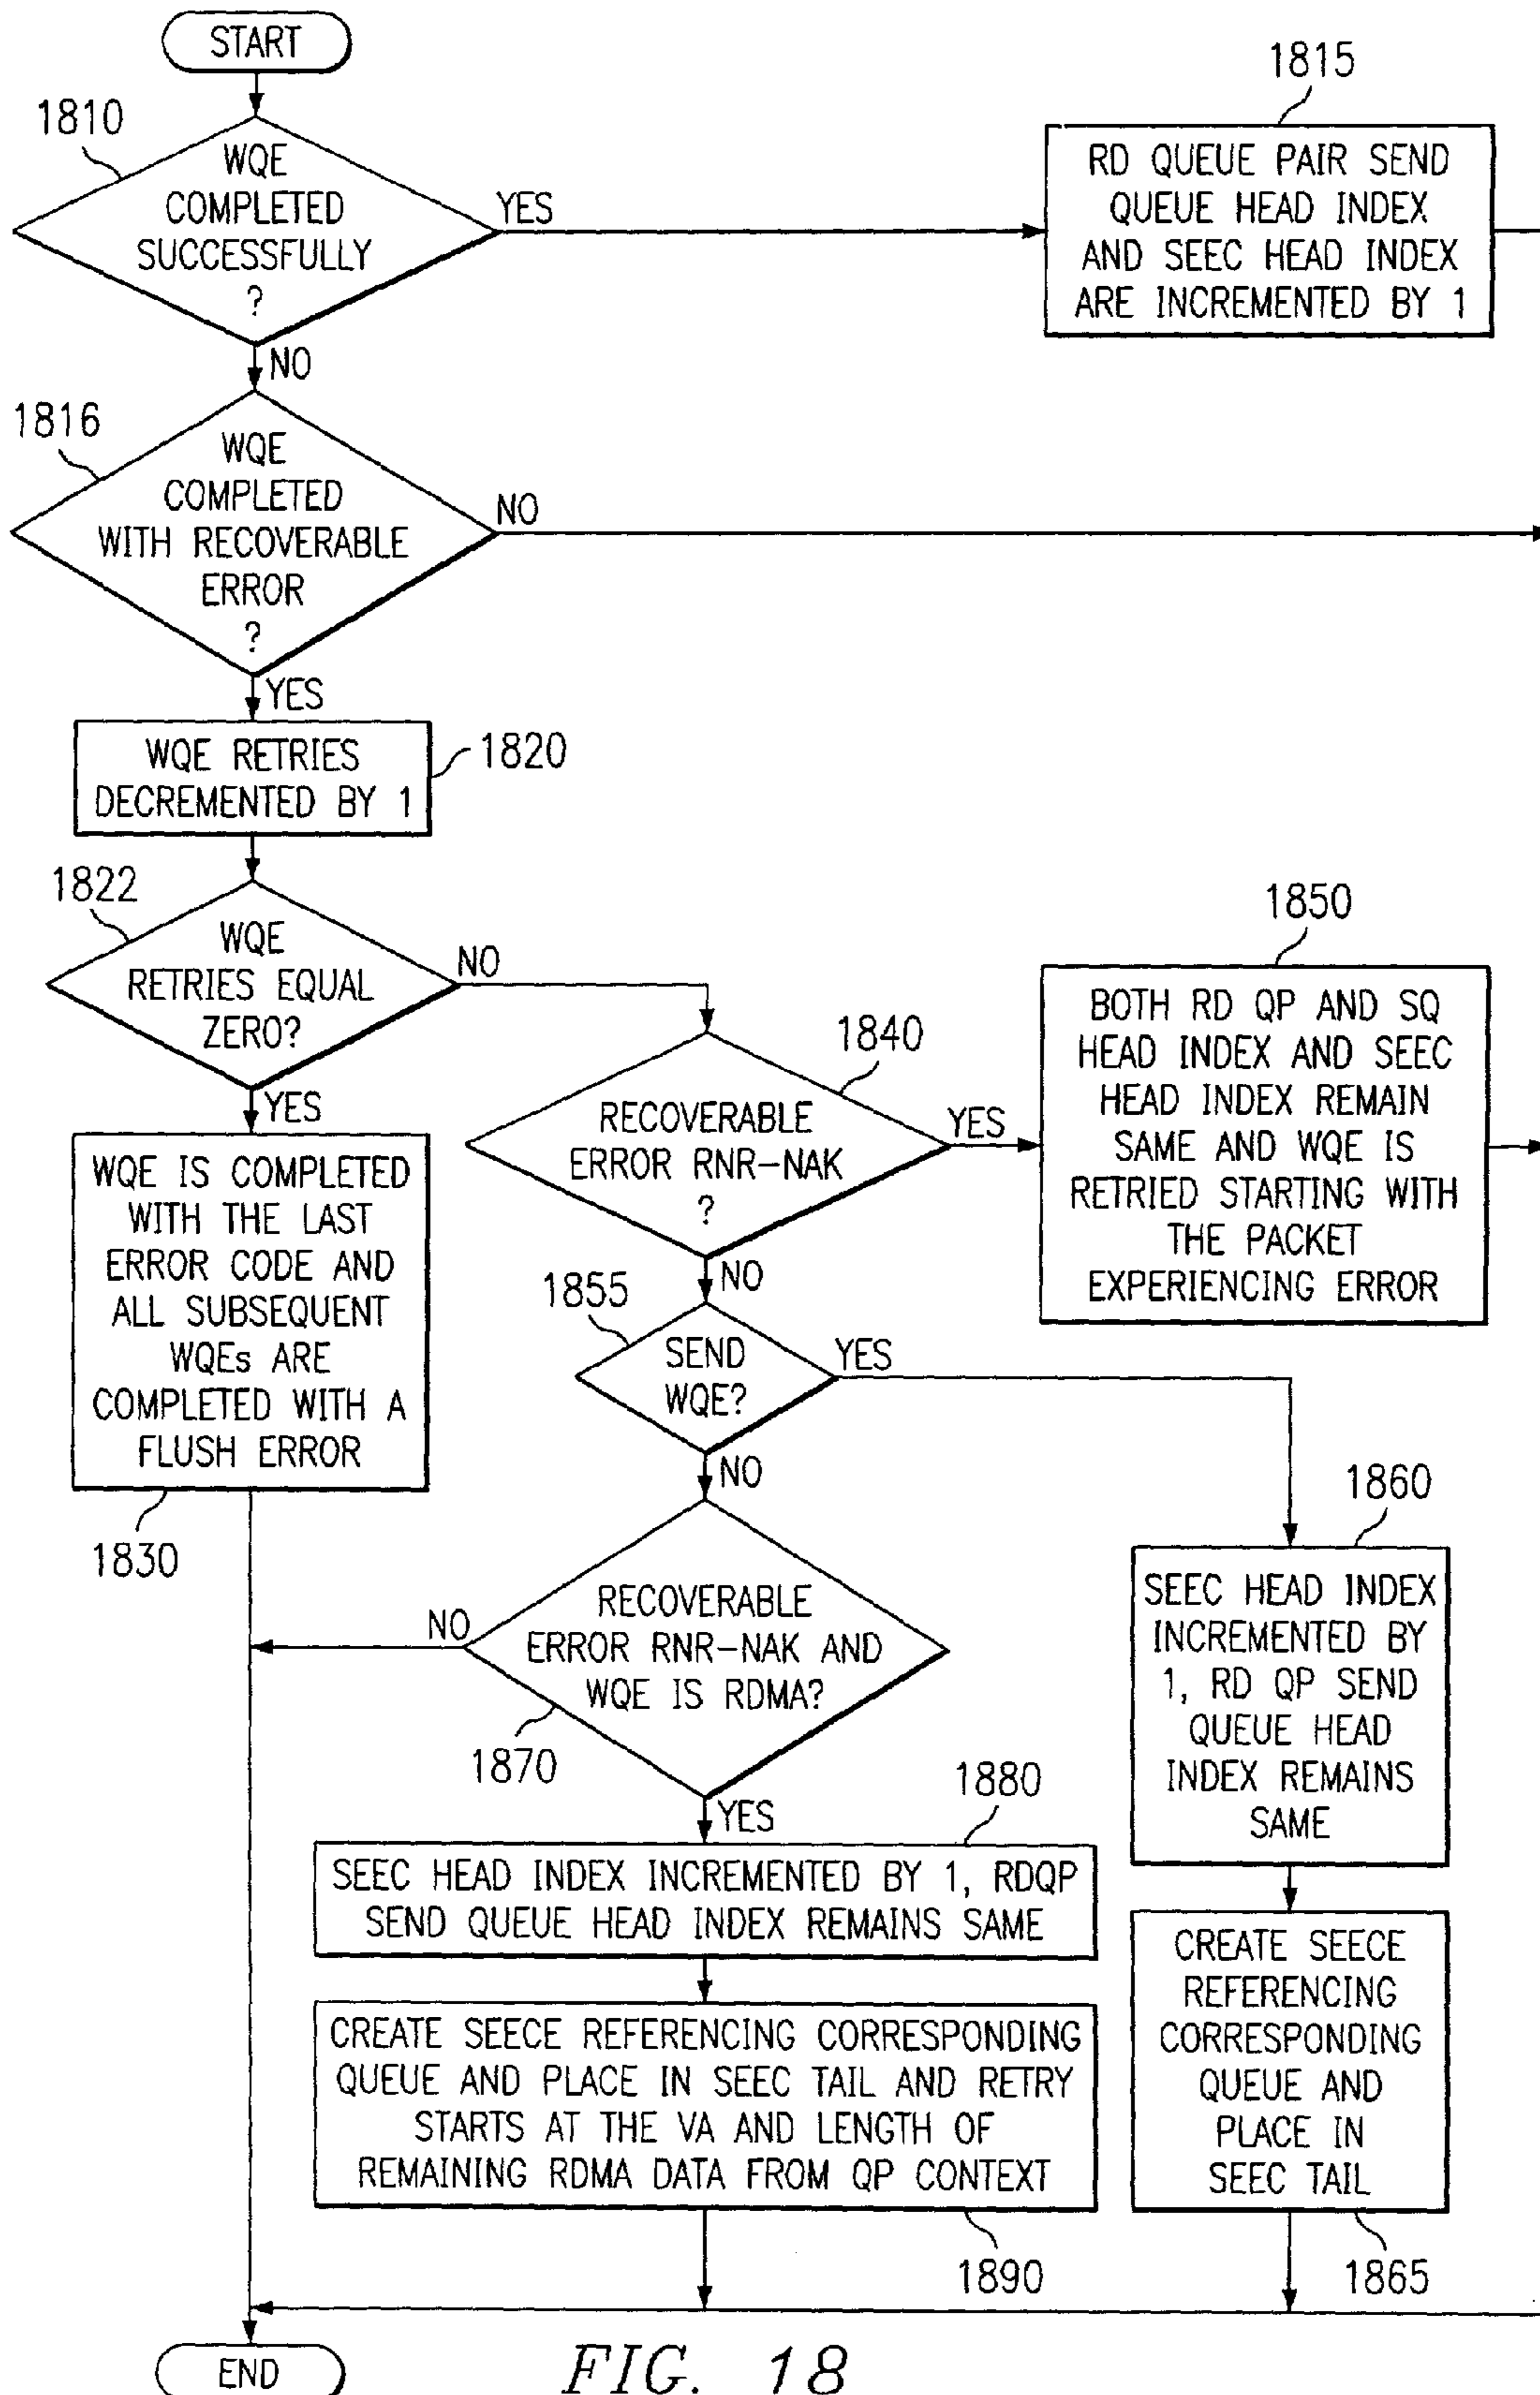 START
1810
WQE
COMPLETED
SUCCESSFULLY
?
YES
1815
RD QUEUE PAIR SEND
QUEUE HEAD INDEX
AND SEEC HEAD INDEX
ARE INCREMENTED BY 1
NO
1816
WQE
COMPLETED
WITH RECOVERABLE
ERROR
?
NO
YES
WQE RETRIES
DECREMENTED BY 1
1820
1822
WQE
RETRIES EQUAL
ZERO?
NO
YES
1840
RECOVERABLE
ERROR RNR-NAK
?
YES
1850
BOTH RD QP AND SQ
HEAD INDEX AND SEEC
HEAD INDEX REMAIN
SAME AND WQE IS
RETRIED STARTING WITH
THE PACKET
EXPERIENCING ERROR
WQE IS COMPLETED
WITH THE LAST
ERROR CODE AND
ALL SUBSEQUENT
WQEs ARE
COMPLETED WITH A
FLUSH ERROR
1830
NO
1855
SEND
WQE?
YES
NO
1860
SEEC HEAD INDEX
INCREMENTED BY
1, RD QP SEND
QUEUE HEAD
INDEX REMAINS
SAME
RECOVERABLE
ERROR RNR-NAK AND
WQE IS RDMA?
NO
1870
YES
1880
SEEC HEAD INDEX INCREMENTED BY 1, RDQP
SEND QUEUE HEAD INDEX REMAINS SAME
CREATE SEECE REFERENCING CORRESPONDING
QUEUE AND PLACE IN SEEC TAIL AND RETRY
STARTS AT THE VA AND LENGTH OF
REMAINING RDMA DATA FROM QP CONTEXT
1890
CREATE SEECE
REFERENCING
CORRESPONDING
QUEUE AND
PLACE IN
SEEC TAIL
1865
END
FIG. 18